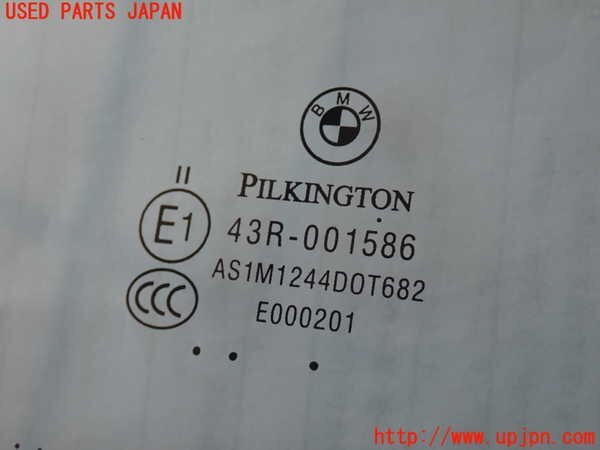 USED PARTS JAPAN
BMW
II
PILKINGTON
E1
43R-001586
CCC
AS1M1244DOT682
E000201
http://www.upjpn.com/